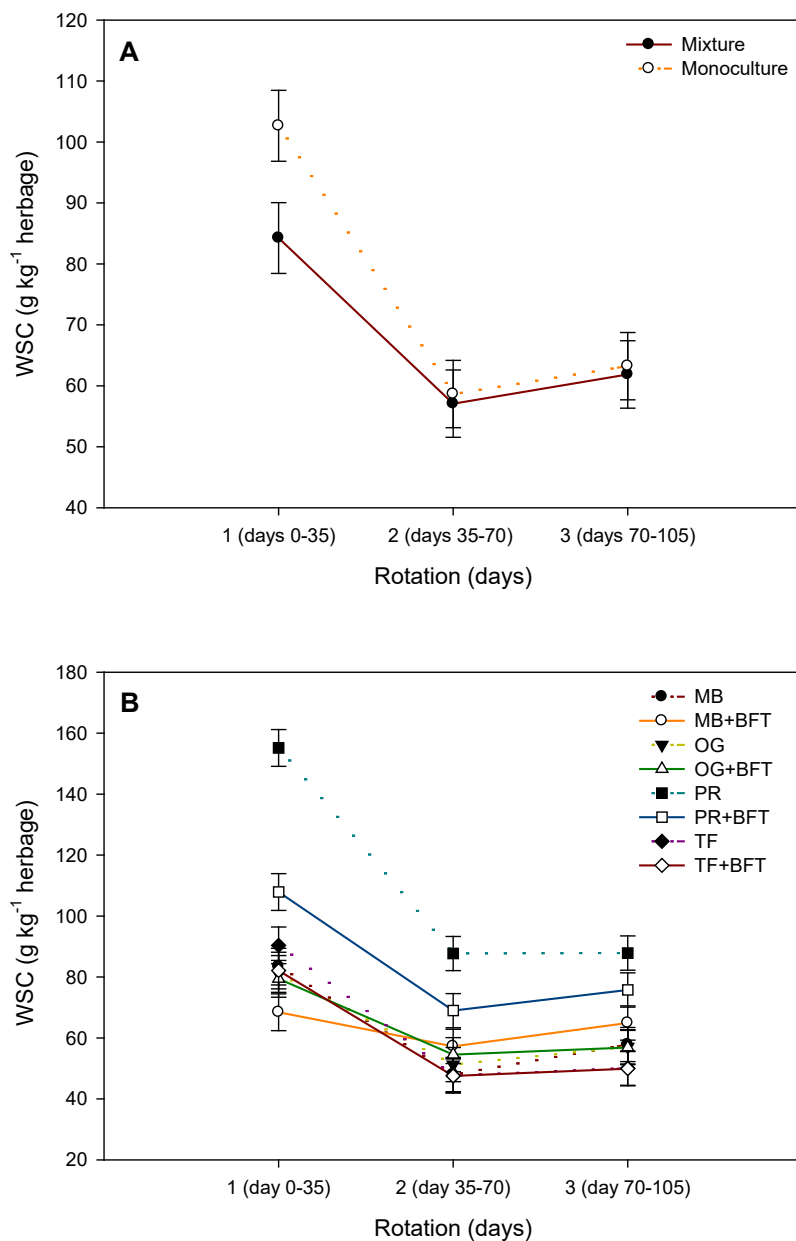 A
Mixture
Monoculture
WSC (g kg⁻¹ herbage)
120
110
100
90
80
70
60
50
40
1 (days 0-35) 2 (days 35-70) 3 (days 70-105)
Rotation (days)
B
MB
MB+BFT
OG
OG+BFT
PR
PR+BFT
TF
TF+BFT
WSC (g kg⁻¹ herbage)
180
160
140
120
100
80
60
40
20
1 (day 0-35) 2 (day 35-70) 3 (day 70-105)
Rotation (days)